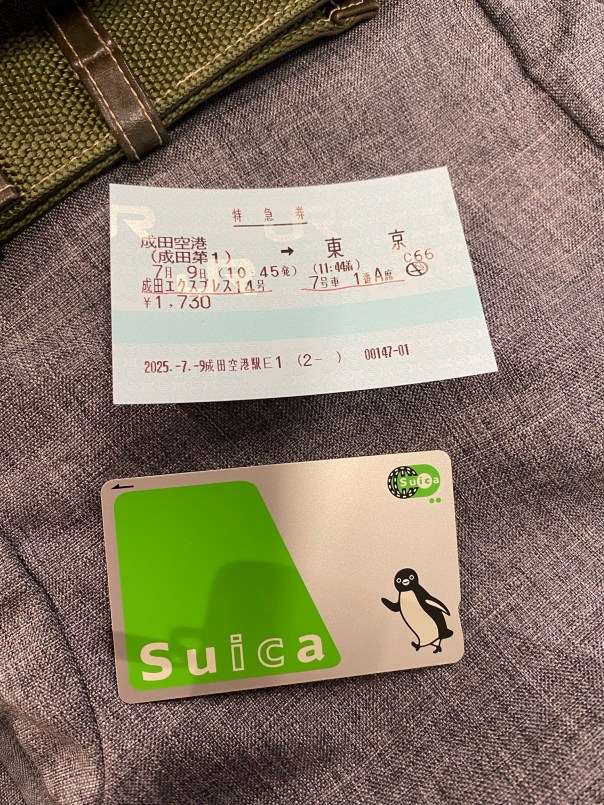 特急券
成田空港
(成田第1)
➡
東京
7月 9日 (10:45発) (11:44着) C66
成田エクスプレス14号 7号車 1番A席
¥1,730
2025.-7.-9成田空港駅E1 (2- ) 00147-01
Suica
Suica